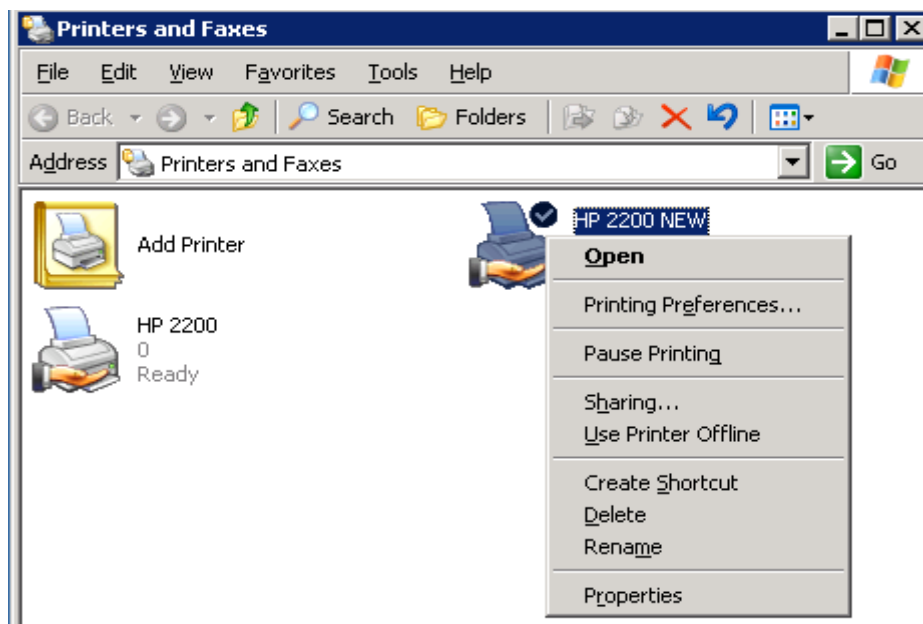 Printers and Faxes
File Edit View Favorites Tools Help
Back Search Folders
Address Printers and Faxes Go
Add Printer
HP 2200
0
Ready
HP 2200 NEW
Open
Printing Preferences...
Pause Printing
Sharing...
Use Printer Offline
Create Shortcut
Delete
Rename
Properties